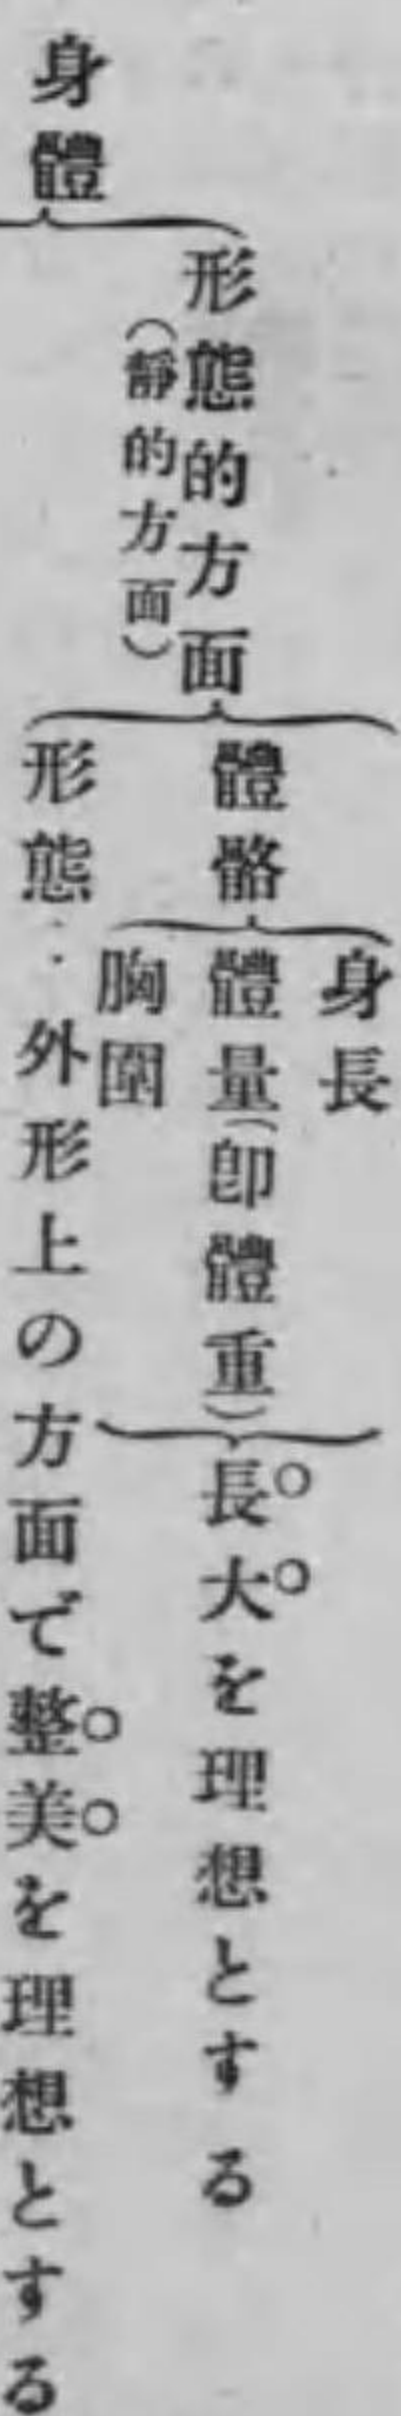 身體
形態的方面
（靜的方面）
體骼
身長
體量（卽體重）
胸圍
長大を理想とする
形態：外形上の方面で整美を理想とする